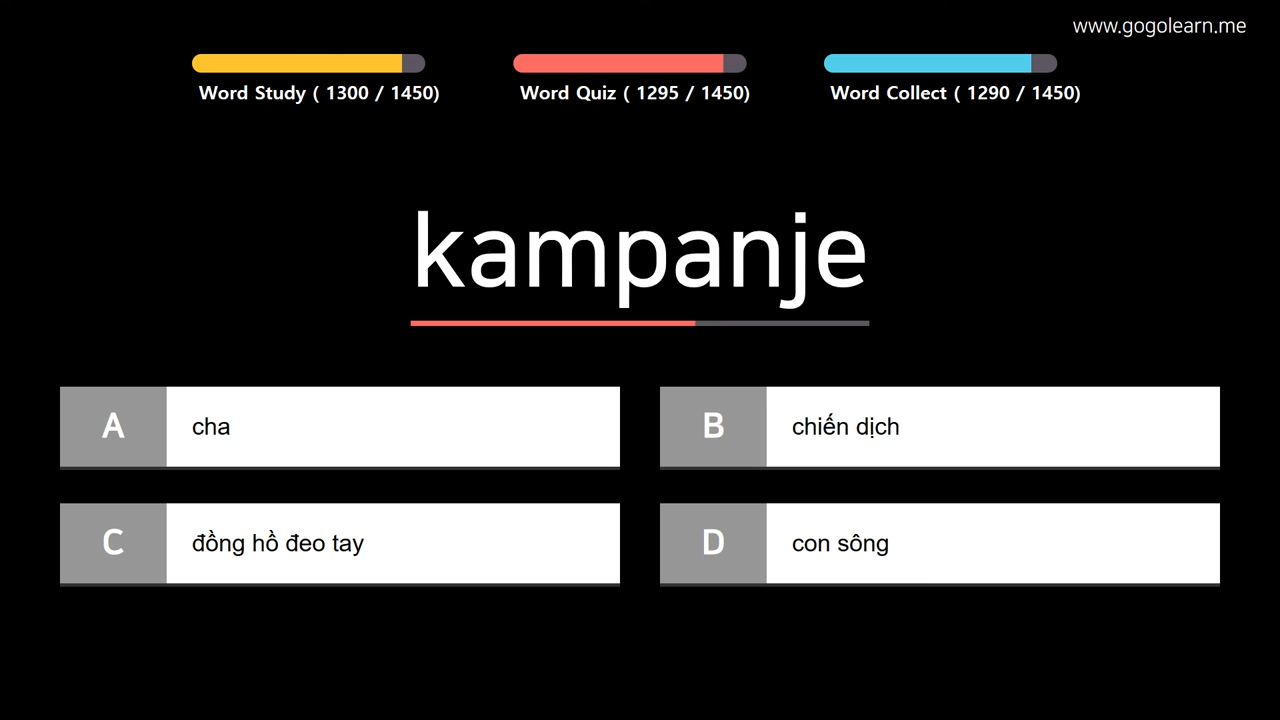 www.gogolearn.me
Word Study ( 1300 / 1450)
Word Quiz ( 1295 / 1450)
Word Collect ( 1290 / 1450)
kampanje
A cha
B chiến dịch
C đồng hồ đeo tay
D con sông